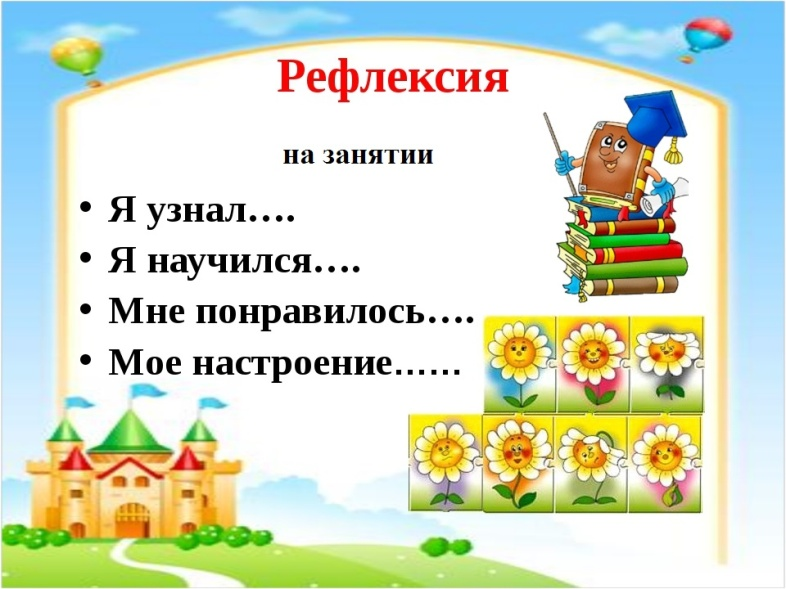 Рефлексия
на занятии
• Я узнал….
• Я научился….
• Мне понравилось….
• Мое настроение……